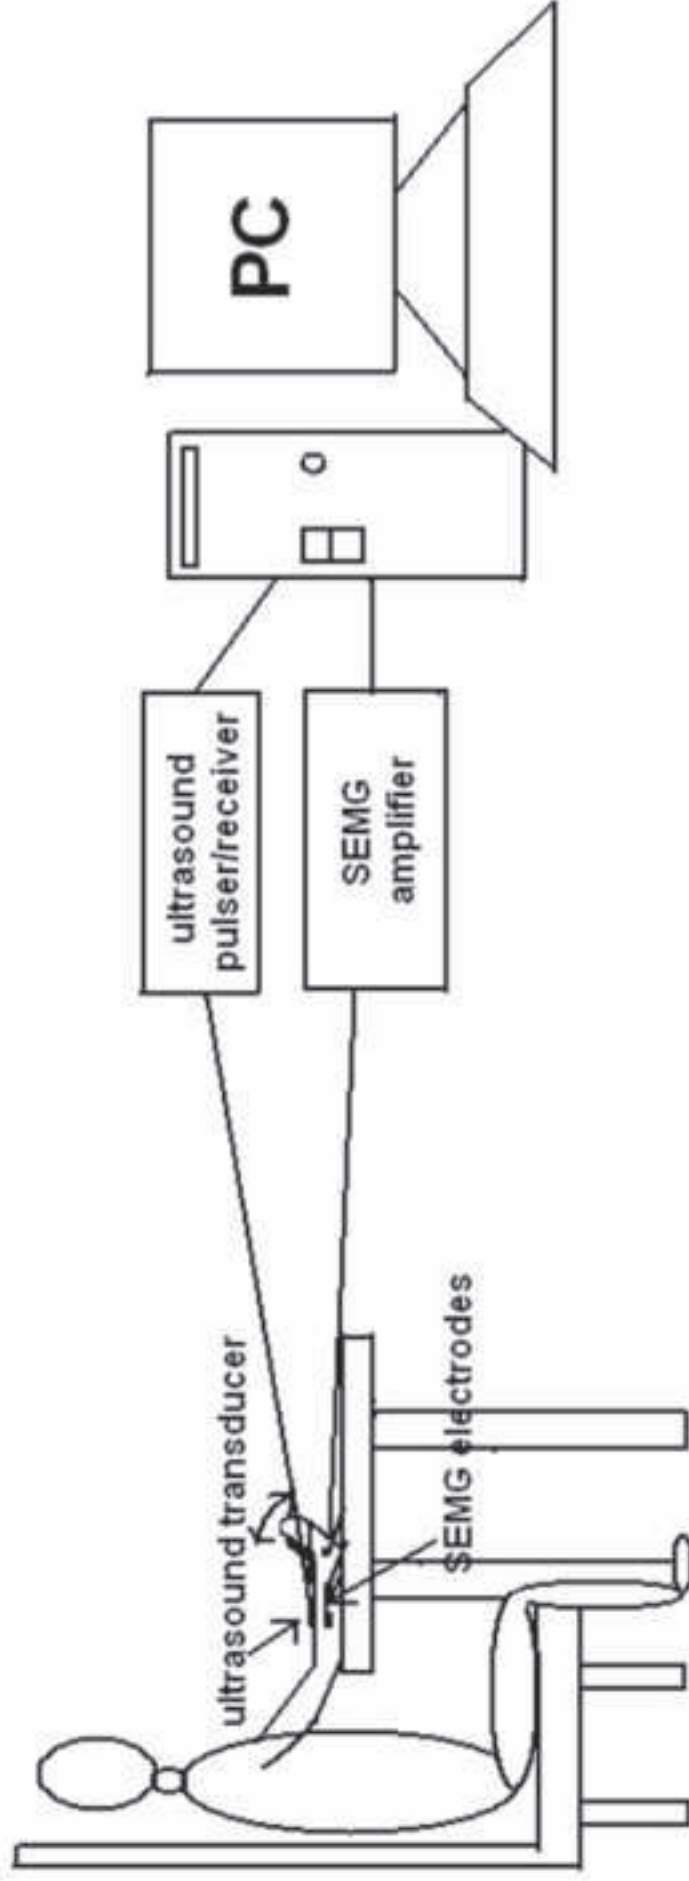 ultrasound transducer
SEMG electrodes
ultrasound
pulser/receiver
SEMG
amplifier
PC